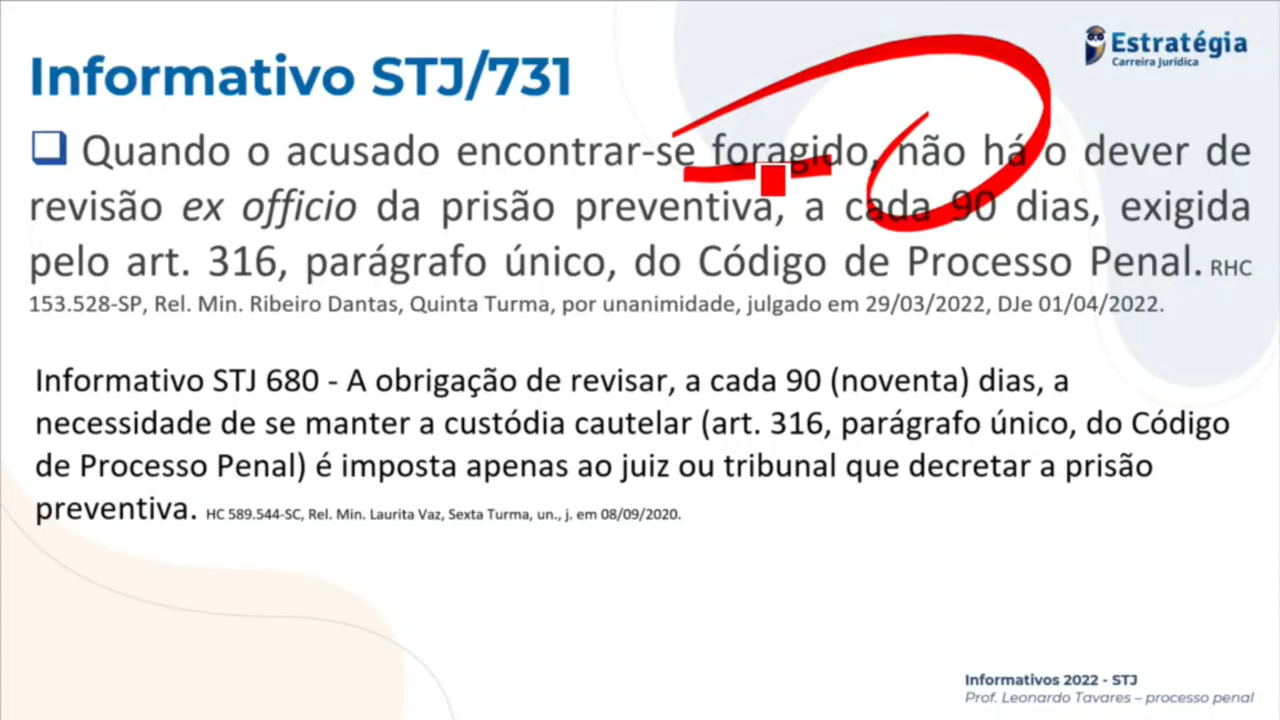 Estratégia
Carreira Jurídica
Informativo STJ/731
Quando o acusado encontrar-se foragido, não há o dever de
revisão ex officio da prisão preventiva, a cada 90 dias, exigida
pelo art. 316, parágrafo único, do Código de Processo Penal. RHC
153.528-SP, Rel. Min. Ribeiro Dantas, Quinta Turma, por unanimidade, julgado em 29/03/2022, DJe 01/04/2022.
Informativo STJ 680 - A obrigação de revisar, a cada 90 (noventa) dias, a
necessidade de se manter a custódia cautelar (art. 316, parágrafo único, do Código
de Processo Penal) é imposta apenas ao juiz ou tribunal que decretar a prisão
preventiva. HC 589.544-SC, Rel. Min. Laurita Vaz, Sexta Turma, un., j. em 08/09/2020.
Informativos 2022 - STJ
Prof. Leonardo Tavares – processo penal